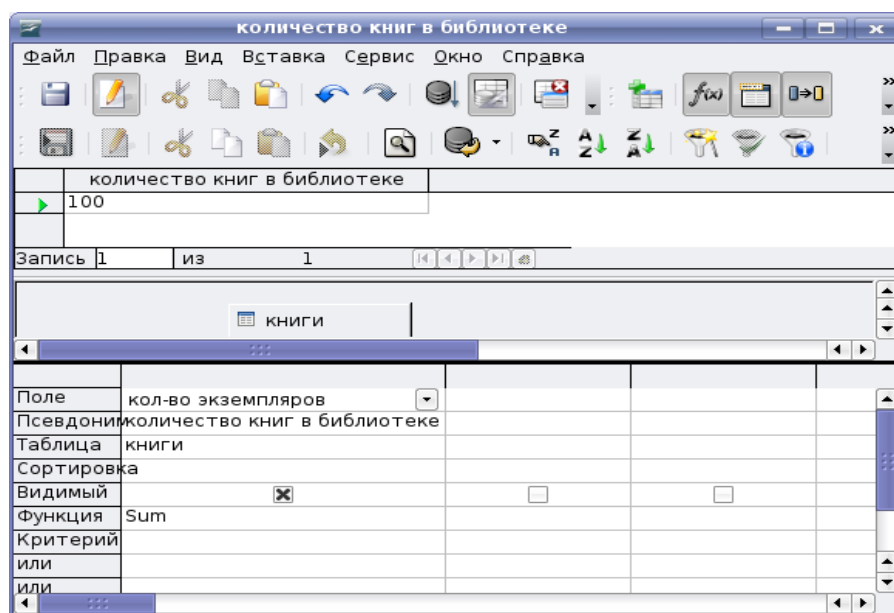 количество книг в библиотеке
Файл Правка Вид Вставка Сервис Окно Справка
f(x)
Z A A Z Z A
количество книг в библиотеке
100
Запись 1 из 1
книги
Поле кол-во экземпляров
Псевдоним количество книг в библиотеке
Таблица книги
Сортировка
Видимый
Функция Sum
Критерий
или
или